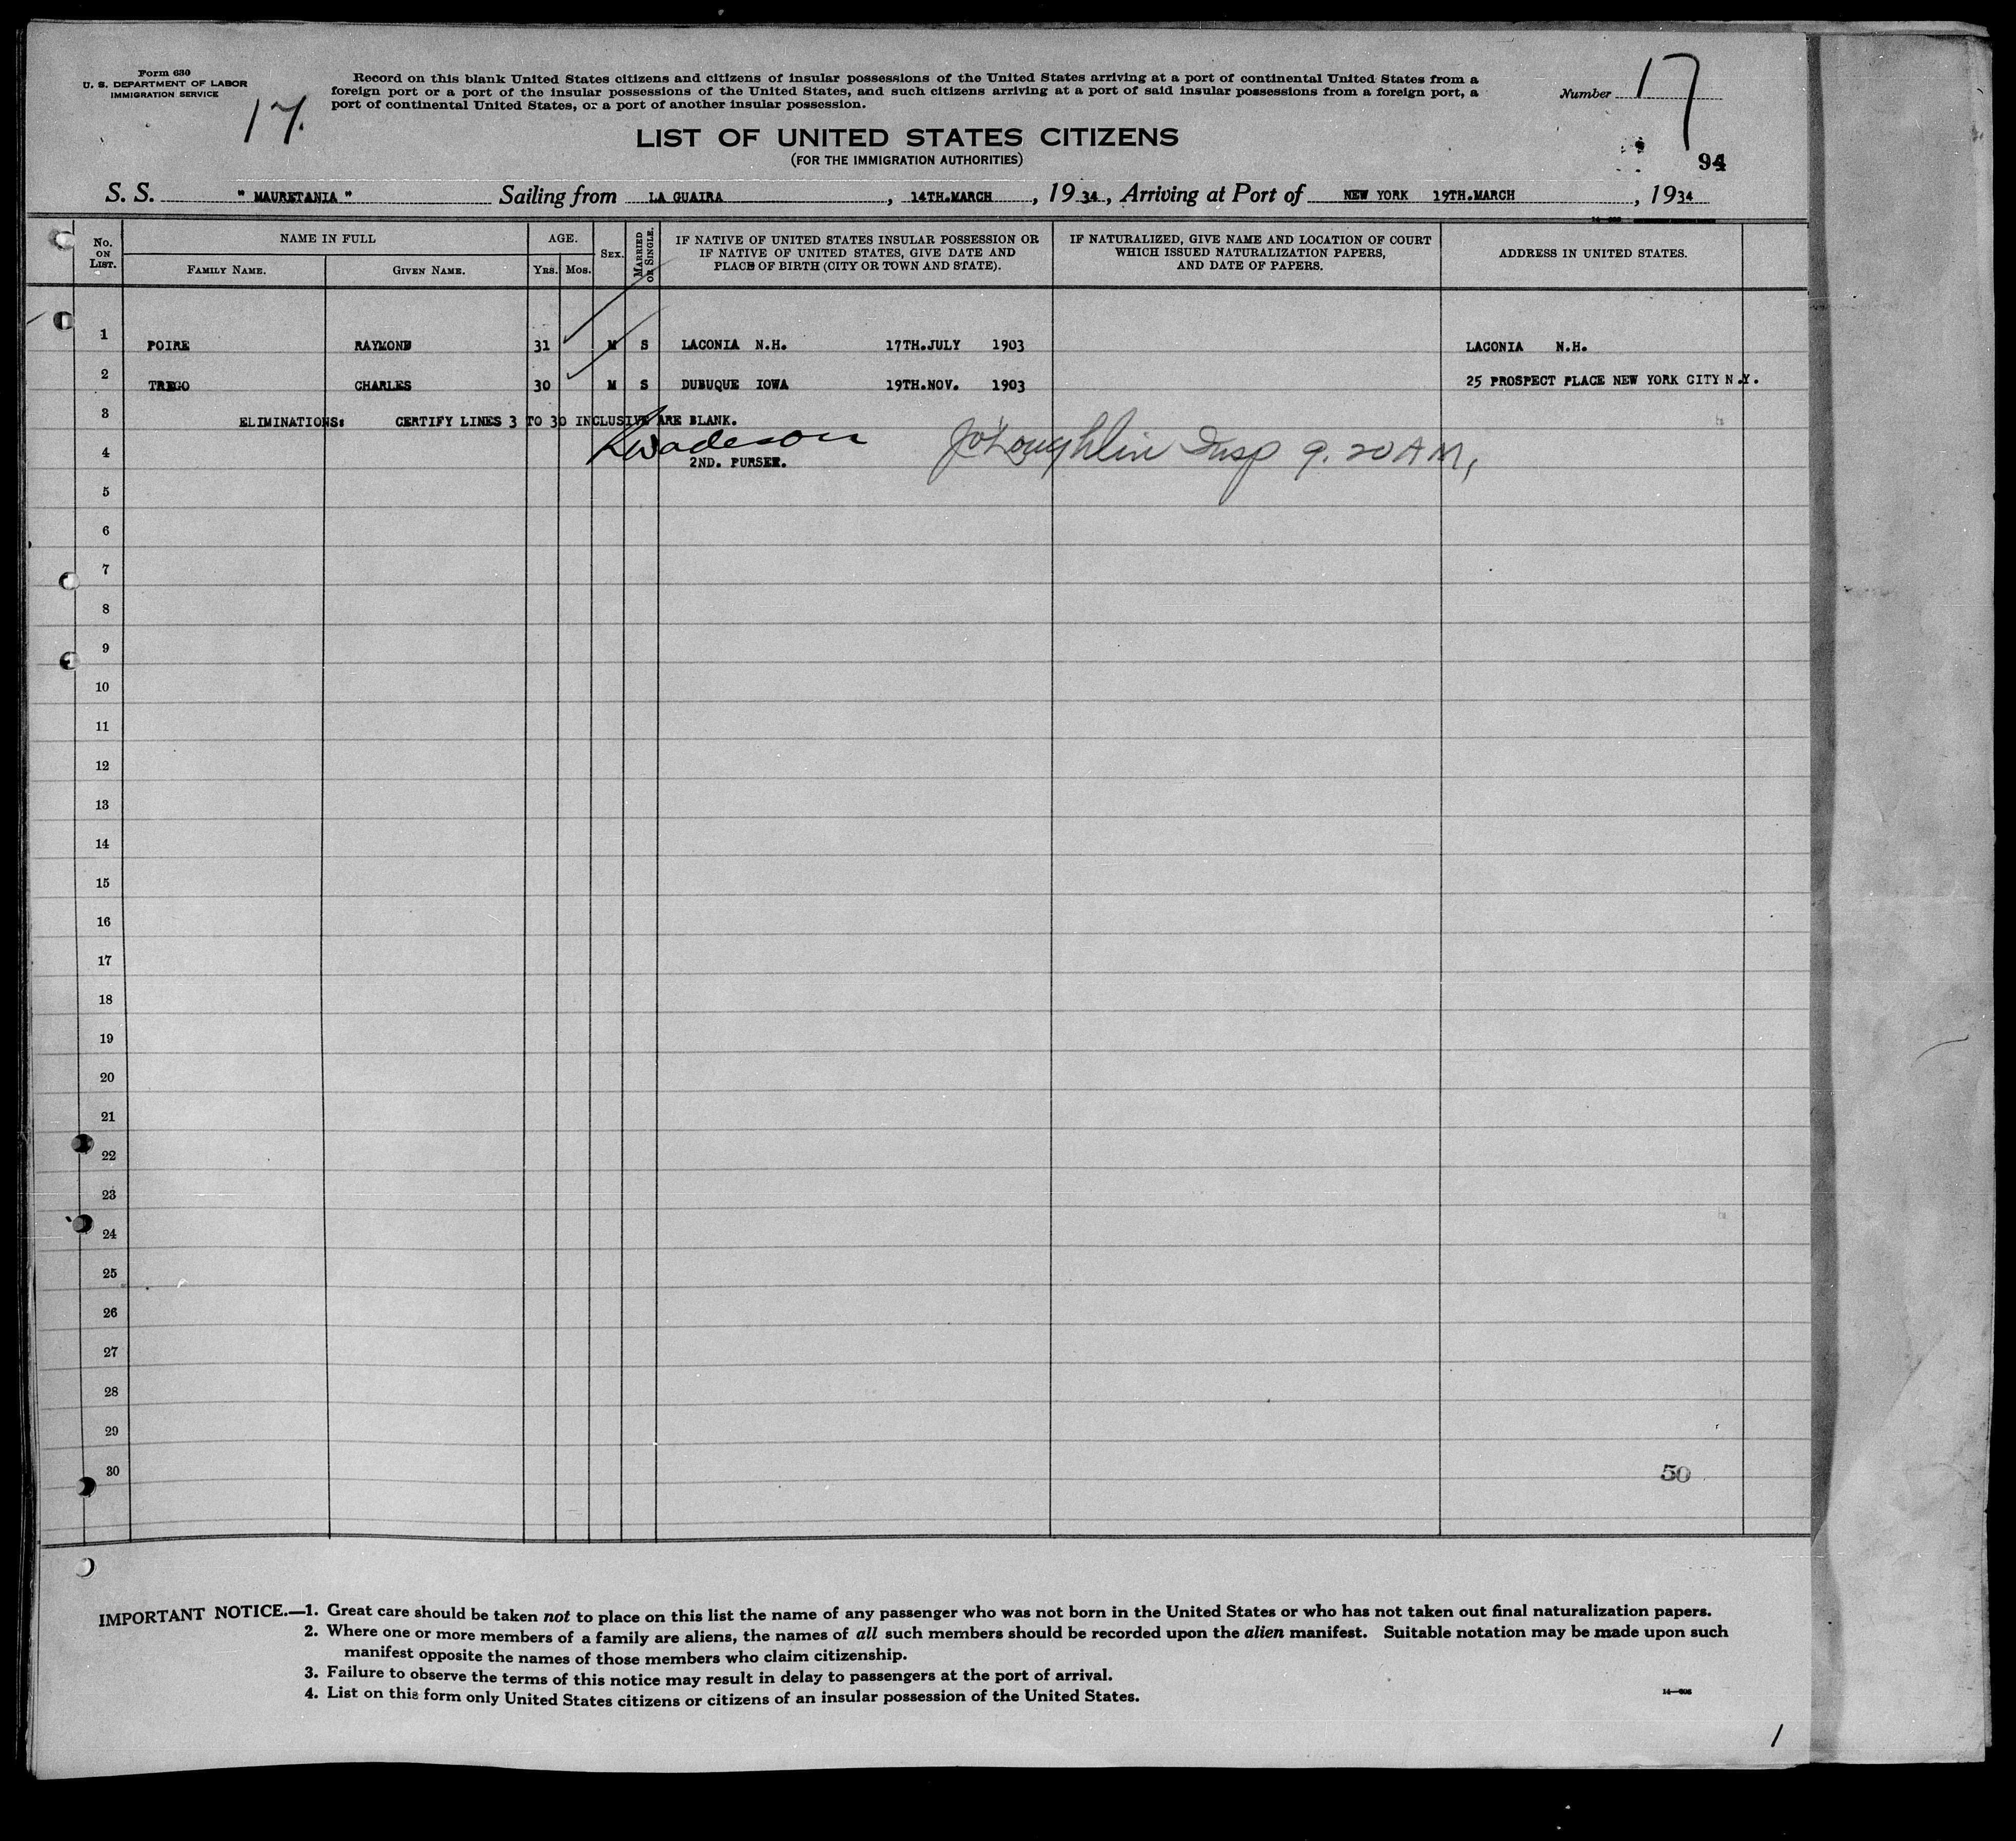 Form 630
U. S. DEPARTMENT OF LABOR
IMMIGRATION SERVICE
17.
Record on this blank United States citizens and citizens of insular possessions of the United States arriving at a port of continental United States from a
foreign port or a port of the insular possessions of the United States, and such citizens arriving at a port of said insular possessions from a foreign port, a
port of continental United States, or a port of another insular possession.
Number 17
LIST OF UNITED STATES CITIZENS
(FOR THE IMMIGRATION AUTHORITIES)
94
S. S. " MAURETANIA " Sailing from LA GUAIRA , 14TH.MARCH , 1934 , Arriving at Port of NEW YORK 19TH.MARCH , 1934
No. ON LIST. NAME IN FULL FAMILY NAME. GIVEN NAME. AGE. YRS. MOS. SEX. MARRIED OR SINGLE. IF NATIVE OF UNITED STATES INSULAR POSSESSION OR IF NATIVE OF UNITED STATES, GIVE DATE AND PLACE OF BIRTH (CITY OR TOWN AND STATE). IF NATURALIZED, GIVE NAME AND LOCATION OF COURT WHICH ISSUED NATURALIZATION PAPERS, AND DATE OF PAPERS. ADDRESS IN UNITED STATES.
1 POIRE RAYMOND 31 M S LACONIA N.H. 17TH.JULY 1903 LACONIA N.H.
2 TREGO CHARLES 30 M S DUBUQUE IOWA 19TH.NOV. 1903 25 PROSPECT PLACE NEW YORK CITY N.Y.
3 ELIMINATIONS: CERTIFY LINES 3 TO 30 INCLUSIVE ARE BLANK.
4 2ND. PURSER. Insp 9.20 AM,
5
6
7
8
9
10
11
12
13
14
15
16
17
18
19
20
21
22
23
24
25
26
27
28
29
30
50
IMPORTANT NOTICE.—1. Great care should be taken not to place on this list the name of any passenger who was not born in the United States or who has not taken out final naturalization papers.
2. Where one or more members of a family are aliens, the names of all such members should be recorded upon the alien manifest. Suitable notation may be made upon such
manifest opposite the names of those members who claim citizenship.
3. Failure to observe the terms of this notice may result in delay to passengers at the port of arrival.
4. List on this form only United States citizens or citizens of an insular possession of the United States.
1